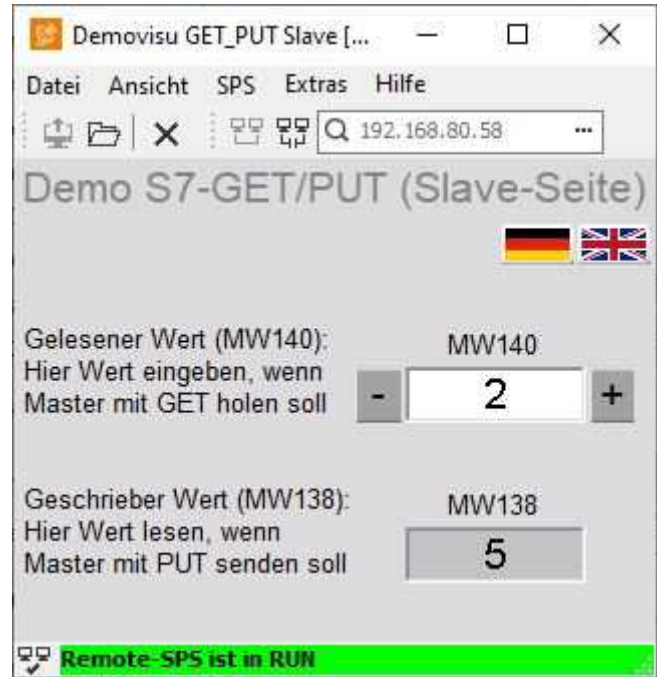 Demovisu GET_PUT Slave [...
Datei Ansicht SPS Extras Hilfe
192.168.80.58 ...
Demo S7-GET/PUT (Slave-Seite)
Gelesener Wert (MW140):
Hier Wert eingeben, wenn
Master mit GET holen soll
MW140
- 2 +
Geschrieber Wert (MW138):
Hier Wert lesen, wenn
Master mit PUT senden soll
MW138
5
Remote-SPS ist in RUN